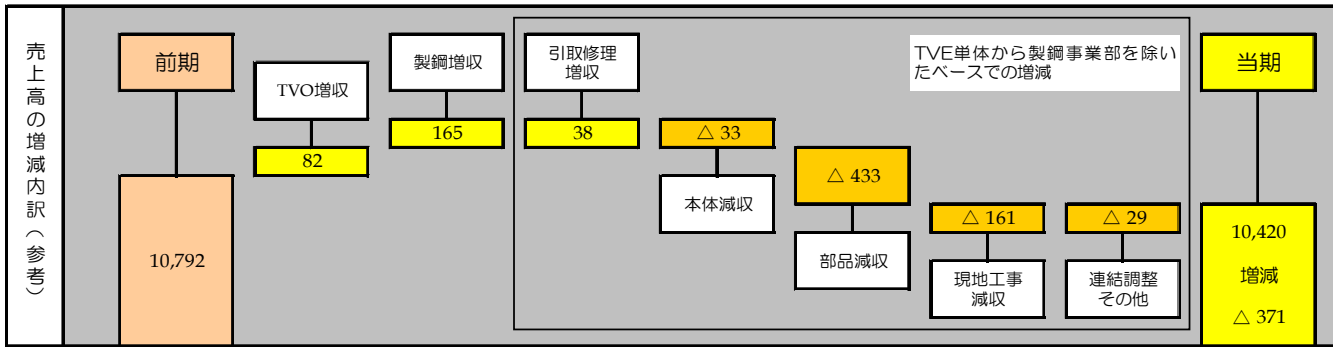 売上高の増減内訳（参考）
前期
10,792
TVO増収
82
製鋼増収
165
引取修理
増収
38
TVE単体から製鋼事業部を除い
たベースでの増減
△ 33
本体減収
△ 433
部品減収
△ 161
現地工事
減収
△ 29
連結調整
その他
当期
10,420
増減
△ 371